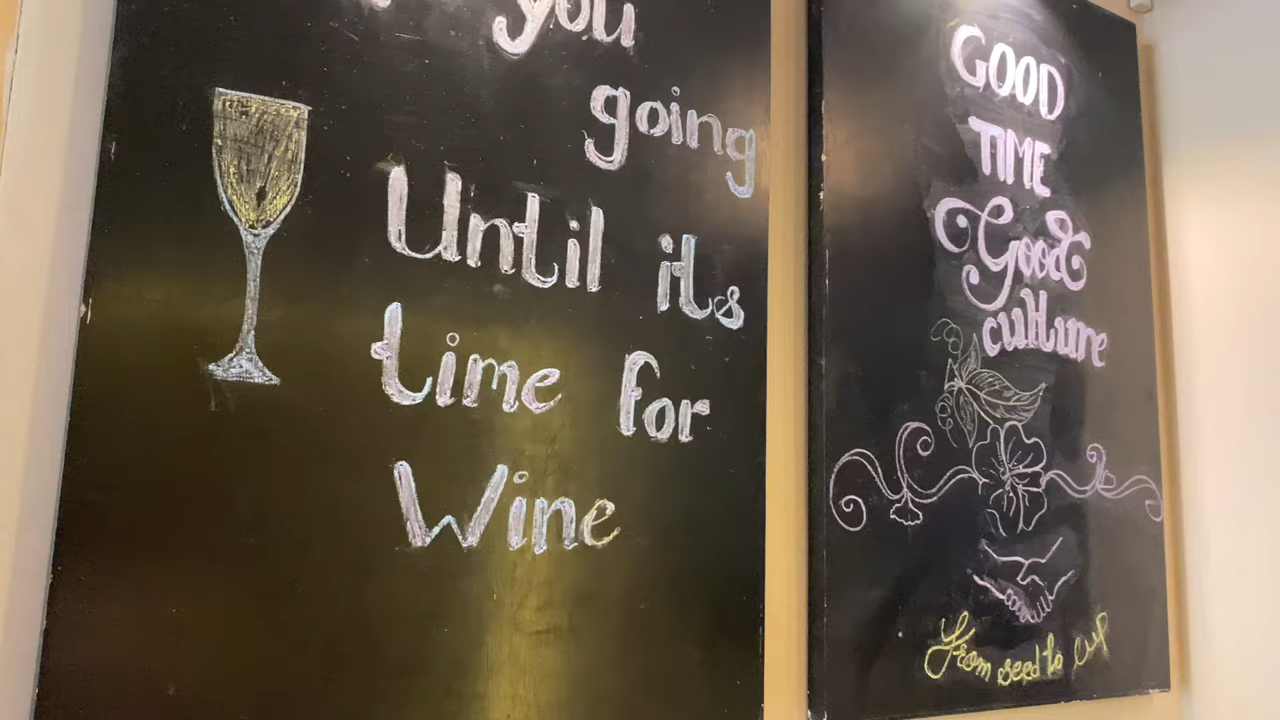 you
going
Until its
time for
Wine
GOOD
TIME
Good
culture
From seed to cup